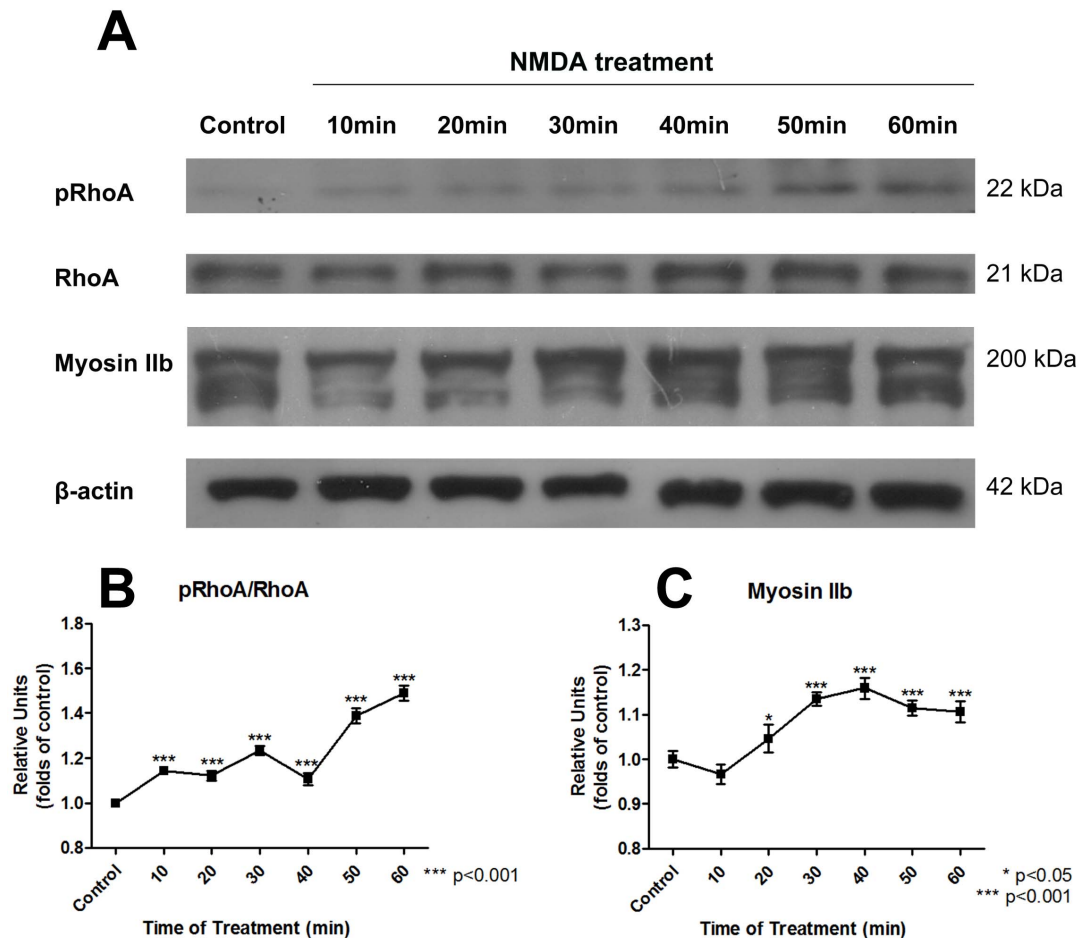 A
NMDA treatment
Control 10min 20min 30min 40min 50min 60min
pRhoA 22 kDa
RhoA 21 kDa
Myosin IIb 200 kDa
β-actin 42 kDa
B pRhoA/RhoA
Relative Units
(folds of control)
1.8
1.6
1.4
1.2
1.0
0.8
*** *** *** *** *** ***
Control 10 20 30 40 50 60
*** p<0.001
Time of Treatment (min)
C Myosin IIb
Relative Units
(folds of control)
1.3
1.2
1.1
1.0
0.9
0.8
* *** *** *** ***
Control 10 20 30 40 50 60
* p<0.05
*** p<0.001
Time of Treatment (min)